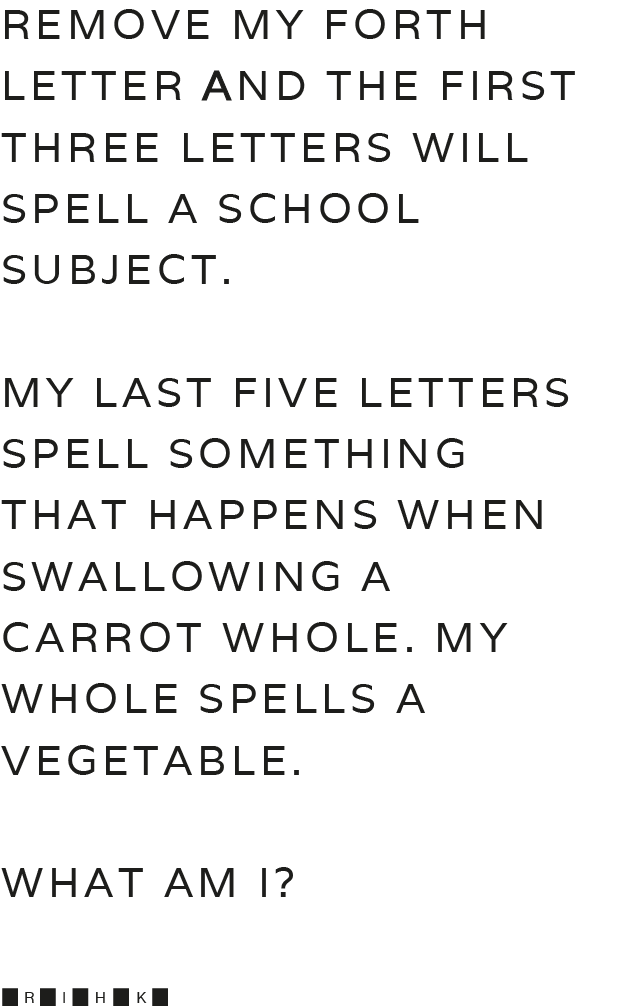 REMOVE MY FORTH
LETTER AND THE FIRST
THREE LETTERS WILL
SPELL A SCHOOL
SUBJECT.
MY LAST FIVE LETTERS
SPELL SOMETHING
THAT HAPPENS WHEN
SWALLOWING A
CARROT WHOLE. MY
WHOLE SPELLS A
VEGETABLE.
WHAT AM I?
R I H K